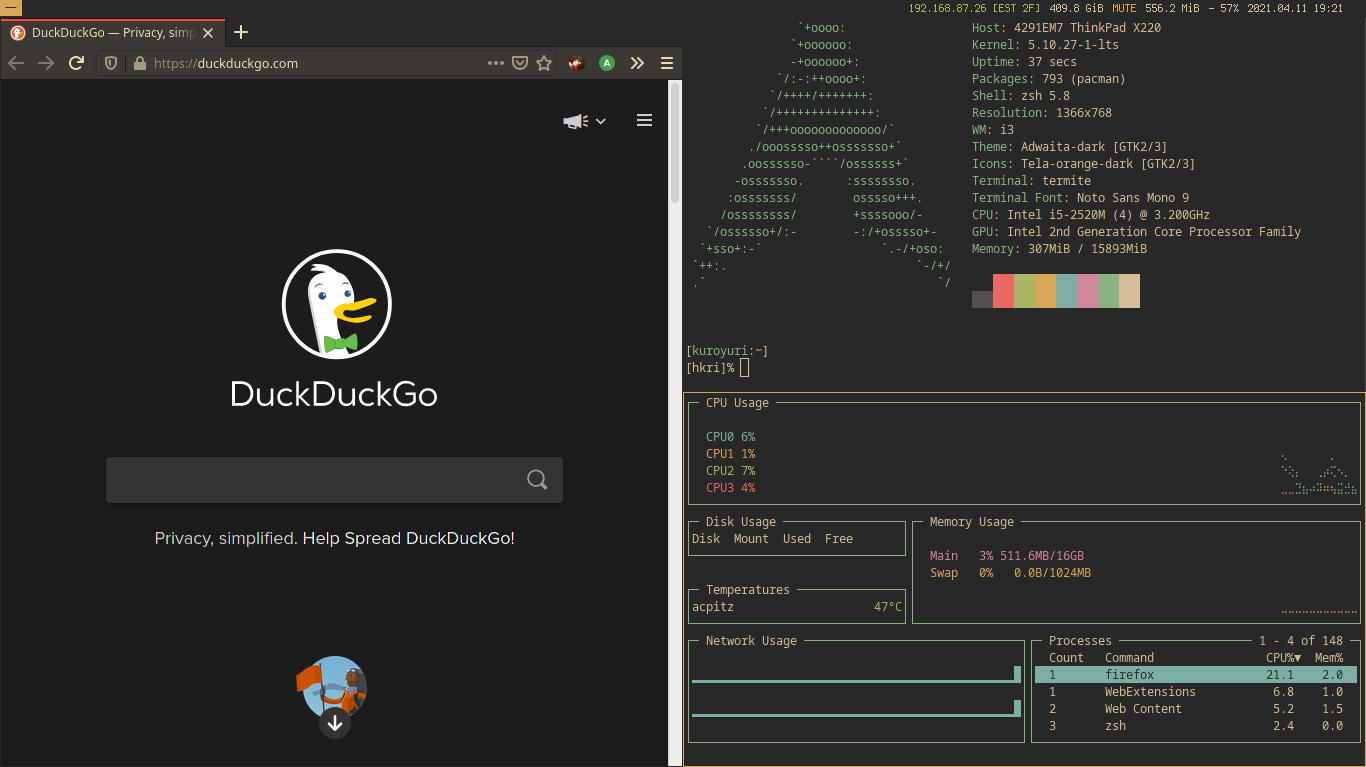 192.168.87.26 [EST 2F] 409.8 GiB MUTE 556.2 MiB - 57% 2021.04.11 19:21
DuckDuckGo — Privacy, simp
https://duckduckgo.com
A
DuckDuckGo
Privacy, simplified. Help Spread DuckDuckGo!
Host: 4291EM7 ThinkPad X220
Kernel: 5.10.27-1-lts
Uptime: 37 secs
Packages: 793 (pacman)
Shell: zsh 5.8
Resolution: 1366x768
WM: i3
Theme: Adwaita-dark [GTK2/3]
Icons: Tela-orange-dark [GTK2/3]
Terminal: termite
Terminal Font: Noto Sans Mono 9
CPU: Intel i5-2520M (4) @ 3.200GHz
GPU: Intel 2nd Generation Core Processor Family
Memory: 307MiB / 15893MiB
[kuroyuri:~]
[hkri]%
CPU Usage
CPU0 6%
CPU1 1%
CPU2 7%
CPU3 4%
Disk Usage
Disk Mount Used Free
Temperatures
acpitz 47°C
Memory Usage
Main 3% 511.6MB/16GB
Swap 0% 0.0B/1024MB
Network Usage
Processes 1 - 4 of 148
Count Command CPU%▼ Mem%
1 firefox 21.1 2.0
1 WebExtensions 6.8 1.0
2 Web Content 5.2 1.5
3 zsh 2.4 0.0